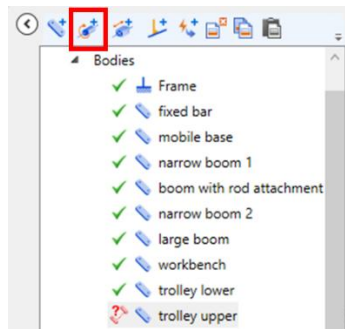 Bodies
Frame
fixed bar
mobile base
narrow boom 1
boom with rod attachment
narrow boom 2
large boom
workbench
trolley lower
trolley upper